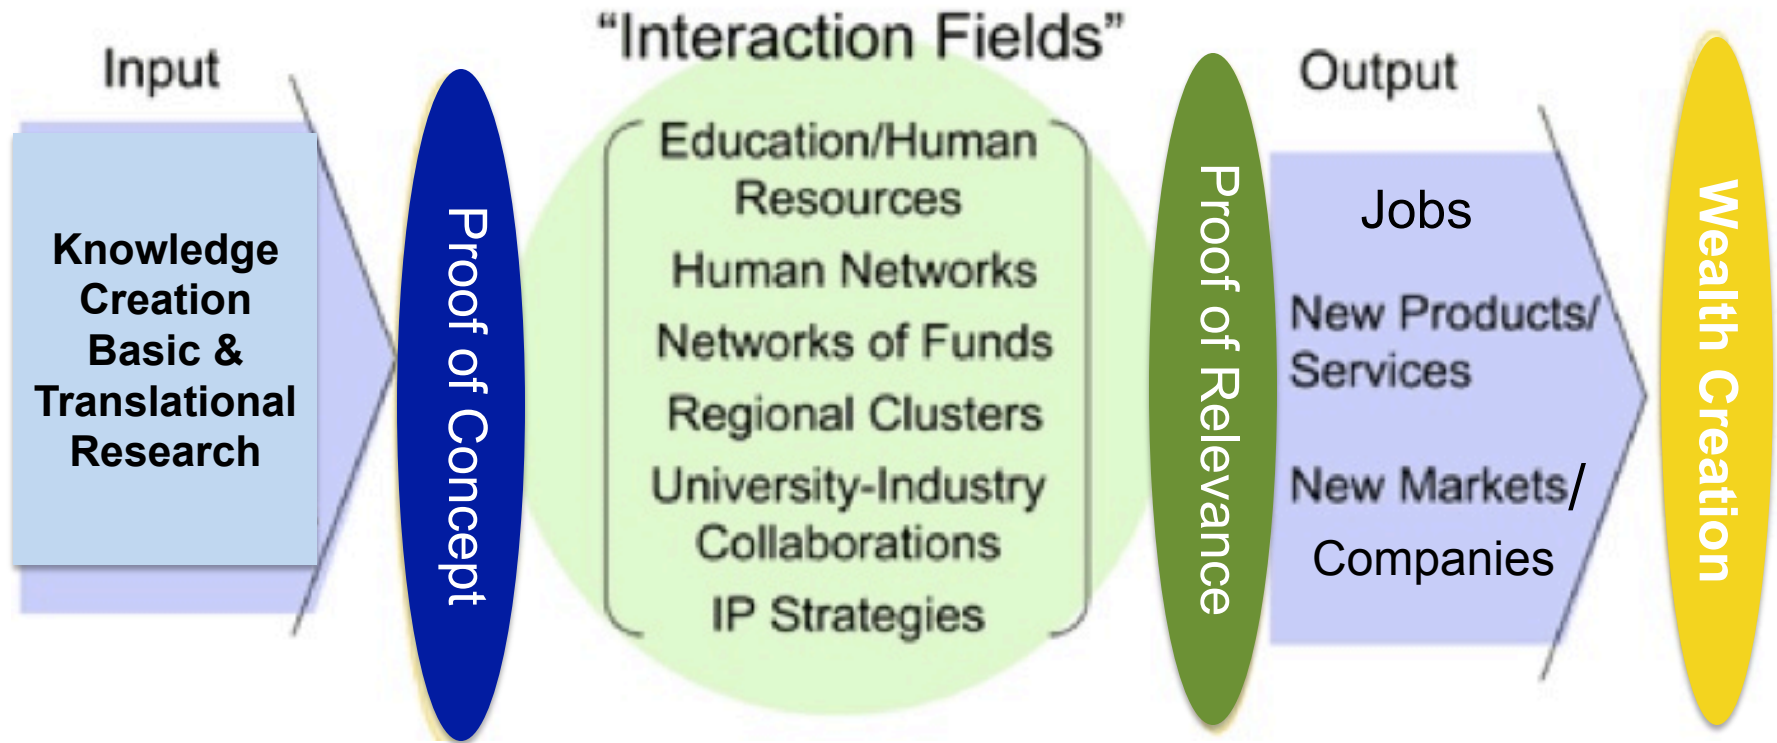 Input
Knowledge
Creation
Basic &
Translational
Research
Proof of Concept
“Interaction Fields”
Education/Human
Resources
Human Networks
Networks of Funds
Regional Clusters
University-Industry
Collaborations
IP Strategies
Proof of Relevance
Output
Jobs
New Products/
Services
New Markets/
Companies
Wealth Creation